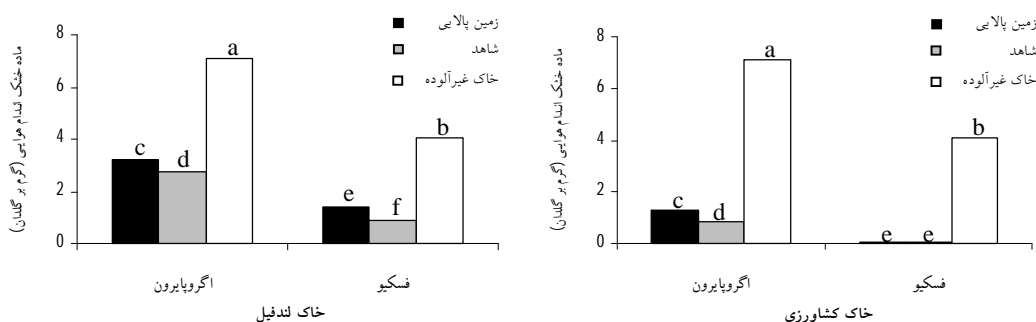 ماده خشک اندام هوایی (گرم بر گلدان)
8
6
4
2
0
زمین پالایی
شاهد
خاک غیرآلوده
c
d
a
e
f
b
اگروپایرون
فسکیو
خاک لندفیل
ماده خشک اندام هوایی (گرم بر گلدان)
8
6
4
2
0
زمین پالایی
شاهد
خاک غیرآلوده
c
d
a
e
e
b
اگروپایرون
فسکیو
خاک کشاورزی